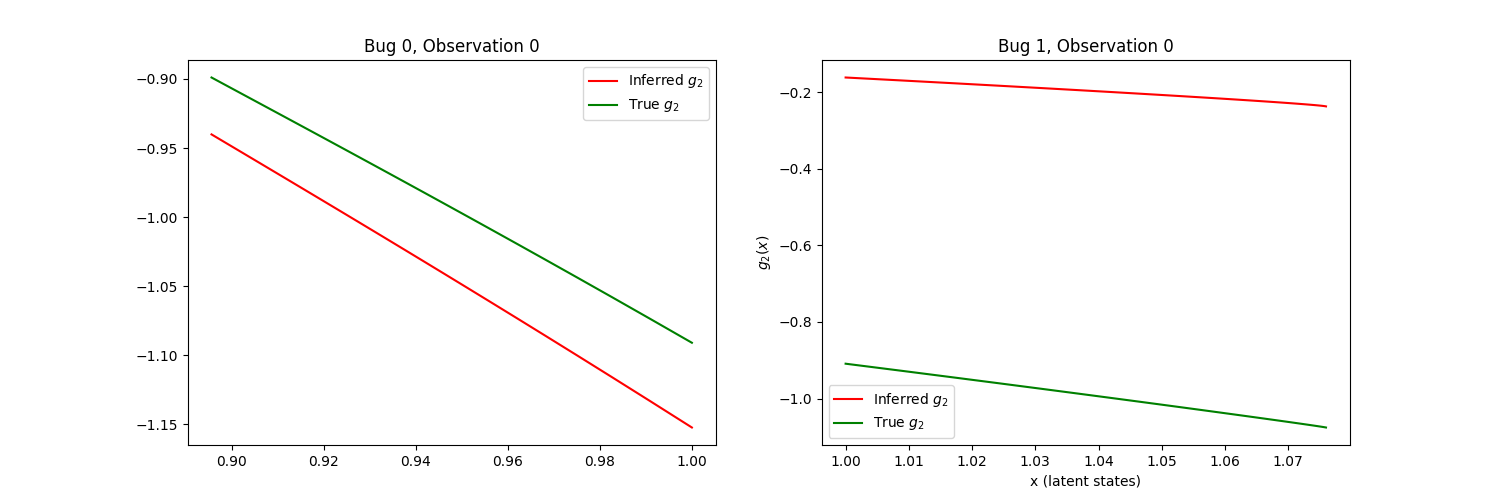 Bug 0, Observation 0
−0.90
−0.95
−1.00
−1.05
−1.10
−1.15
Inferred g₂
True g₂
0.90 0.92 0.94 0.96 0.98 1.00
Bug 1, Observation 0
−0.2
−0.4
−0.6
−0.8
−1.0
g₂(x)
Inferred g₂
True g₂
1.00 1.01 1.02 1.03 1.04 1.05 1.06 1.07
x (latent states)